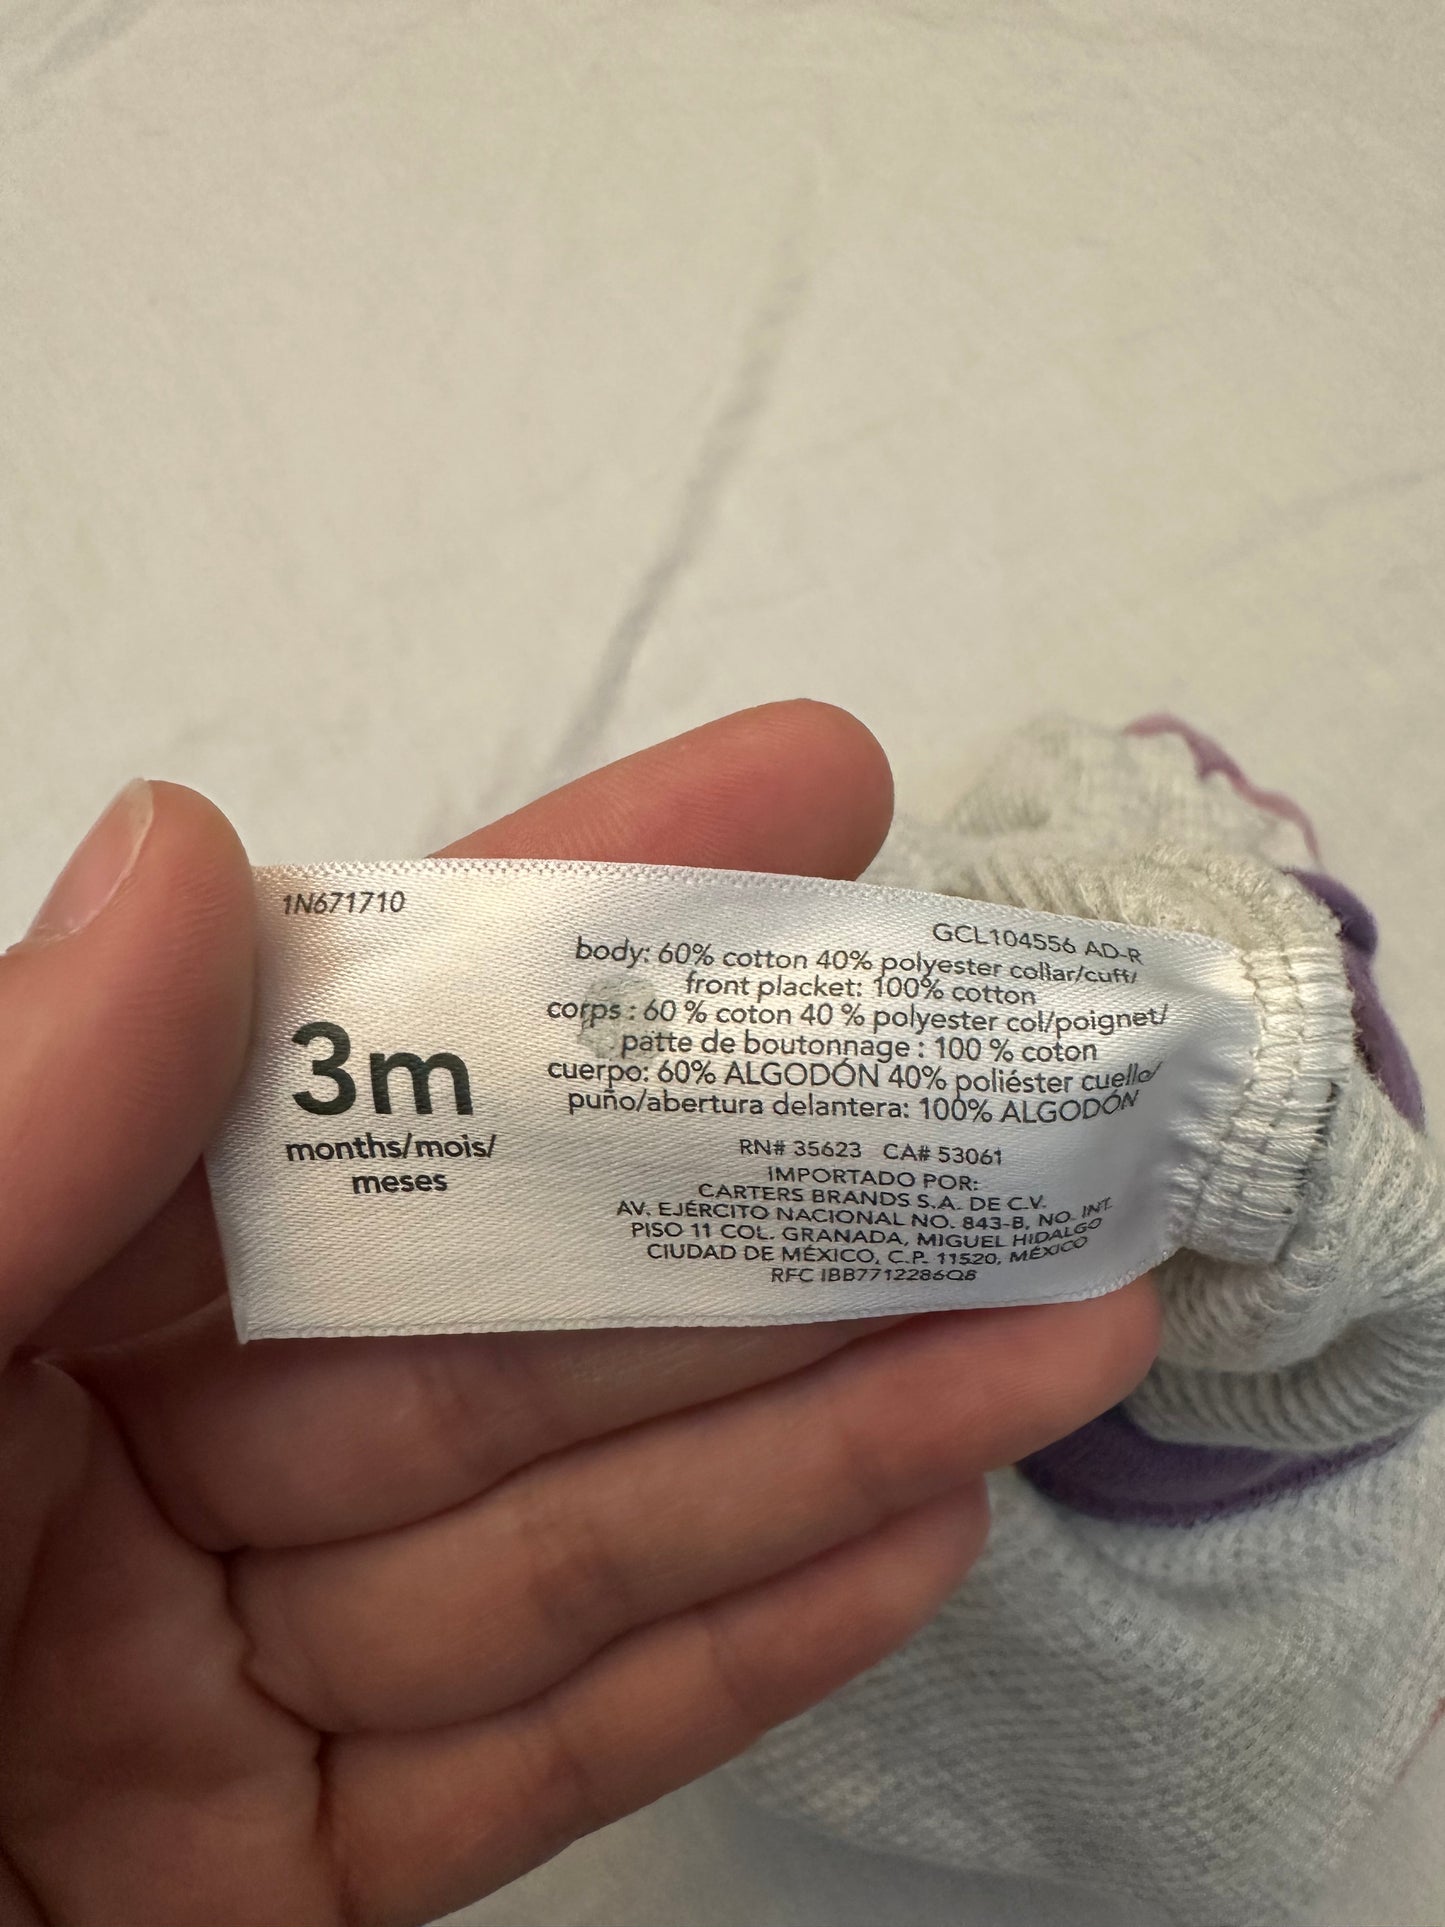 1N671710
GCL104556 AD-R
body: 60% cotton 40% polyester collar/cuff/
front placket: 100% cotton
corps : 60 % coton 40 % polyester col/poignet/
patte de boutonnage : 100 % coton
cuerpo: 60% ALGODÓN 40% poliéster cuello/
puño/abertura delantera: 100% ALGODÓN
3m
months/mois/
meses
RN# 35623 CA# 53061
IMPORTADO POR:
CARTERS BRANDS S.A. DE C.V.
AV. EJÉRCITO NACIONAL NO. 843-B, NO. INT.
PISO 11 COL. GRANADA, MIGUEL HIDALGO
CIUDAD DE MÉXICO, C.P. 11520, MÉXICO
RFC IBB7712286Q8